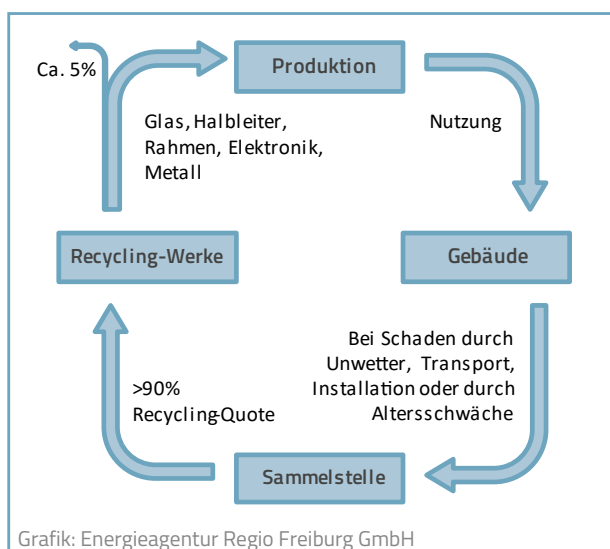 Ca. 5%
Produktion
Glas, Halbleiter,
Rahmen, Elektronik,
Metall
Nutzung
Recycling-Werke
Gebäude
Bei Schaden durch
Unwetter, Transport,
Installation oder durch
Altersschwäche
>90%
Recycling-Quote
Sammelstelle
Grafik: Energieagentur Regio Freiburg GmbH